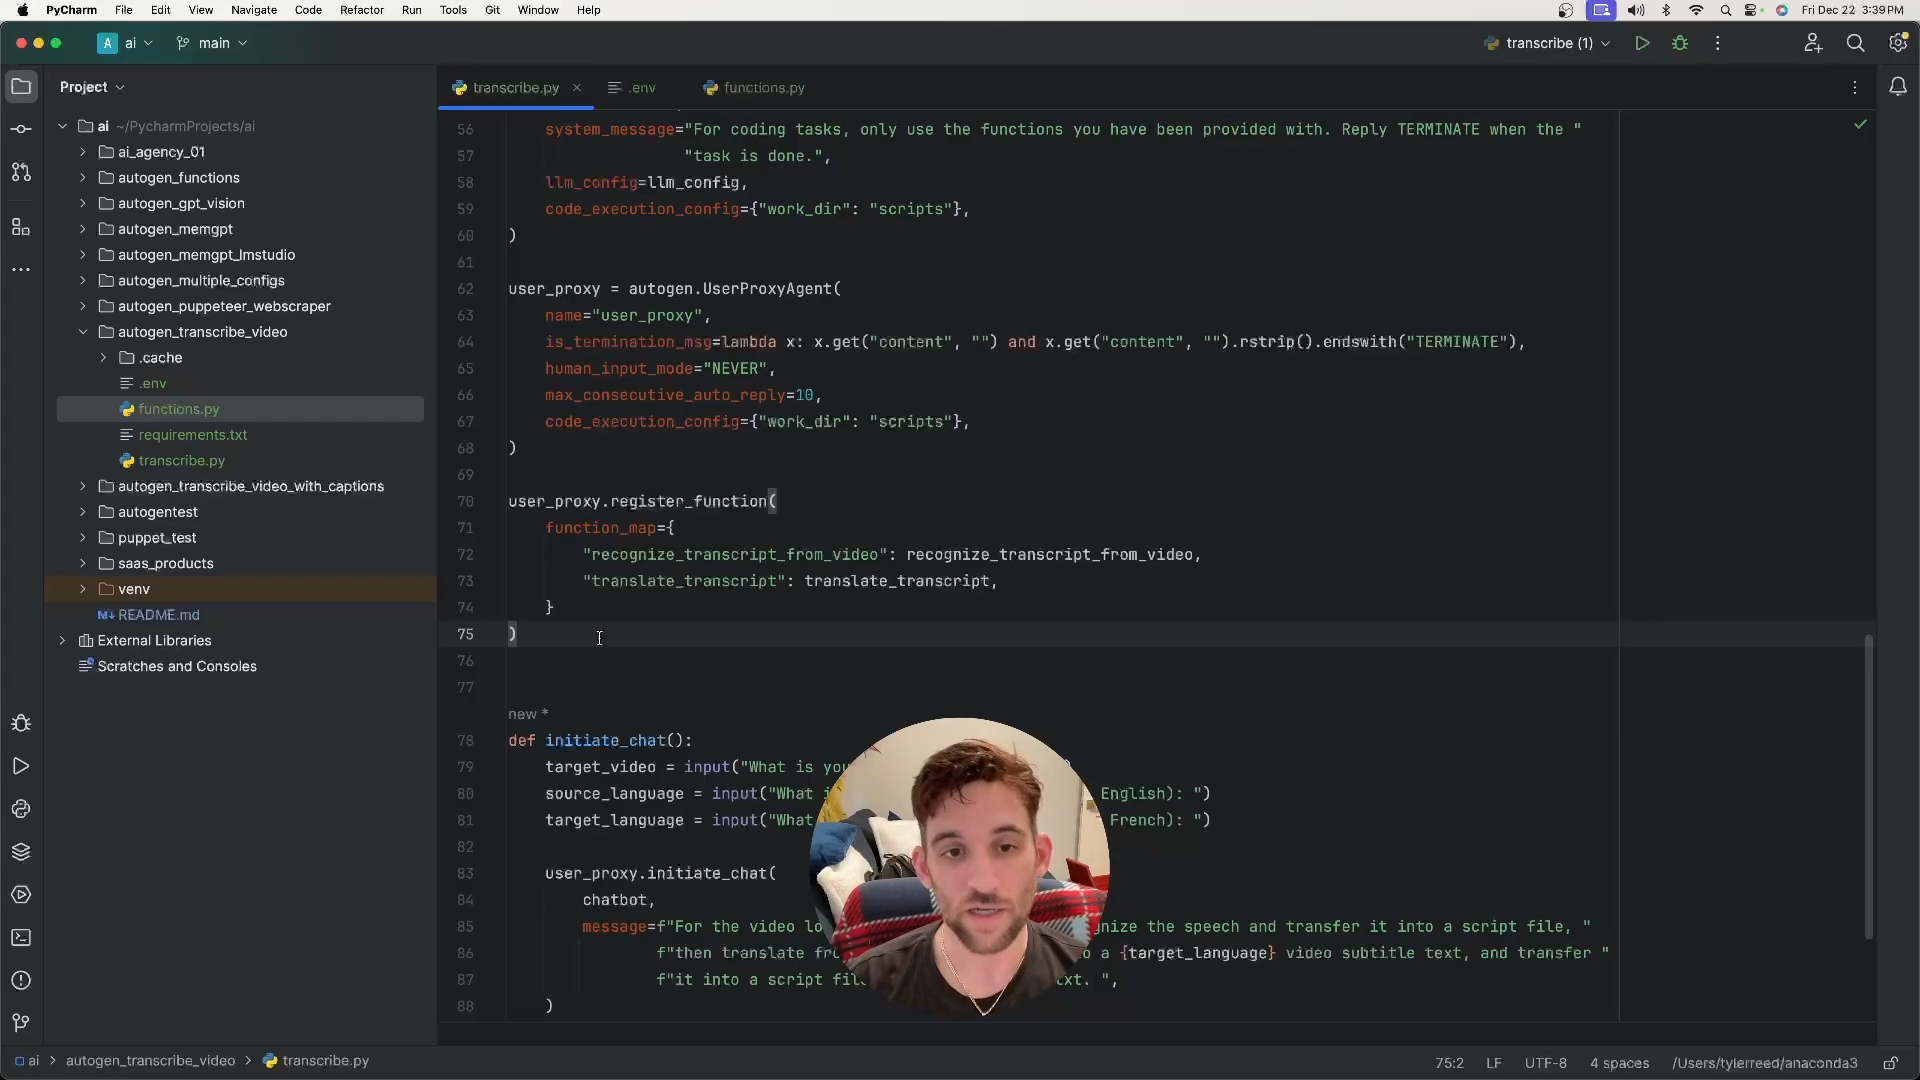 PyCharm File Edit View Navigate Code Refactor Run Tools Git Window Help Fri Dec 22 3:39PM
A ai main transcribe (1)
Project
transcribe.py .env functions.py
ai ~/PycharmProjects/ai
ai_agency_01
autogen_functions
autogen_gpt_vision
autogen_memgpt
autogen_memgpt_lmstudio
autogen_multiple_configs
autogen_puppeteer_webscraper
autogen_transcribe_video
.cache
.env
functions.py
requirements.txt
transcribe.py
autogen_transcribe_video_with_captions
autogentest
puppet_test
saas_products
venv
M↓ README.md
External Libraries
Scratches and Consoles
56 system_message="For coding tasks, only use the functions you have been provided with. Reply TERMINATE when the "
57 "task is done.",
58 llm_config=llm_config,
59 code_execution_config={"work_dir": "scripts"},
60 )
61
62 user_proxy = autogen.UserProxyAgent(
63 name="user_proxy",
64 is_termination_msg=lambda x: x.get("content", "") and x.get("content", "").rstrip().endswith("TERMINATE"),
65 human_input_mode="NEVER",
66 max_consecutive_auto_reply=10,
67 code_execution_config={"work_dir": "scripts"},
68 )
69
70 user_proxy.register_function(
71 function_map={
72 "recognize_transcript_from_video": recognize_transcript_from_video,
73 "translate_transcript": translate_transcript,
74 }
75 )
76
77
new *
78 def initiate_chat():
79 target_video = input("What is you
80 source_language = input("What i English): ")
81 target_language = input("What French): ")
82
83 user_proxy.initiate_chat(
84 chatbot,
85 message=f"For the video lo nize the speech and transfer it into a script file, "
86 f"then translate fr o a {target_language} video subtitle text, and transfer "
87 f"it into a script fil xt. ",
88 )
ai > autogen_transcribe_video > transcribe.py 75:2 LF UTF-8 4 spaces /Users/tylerreed/anaconda3